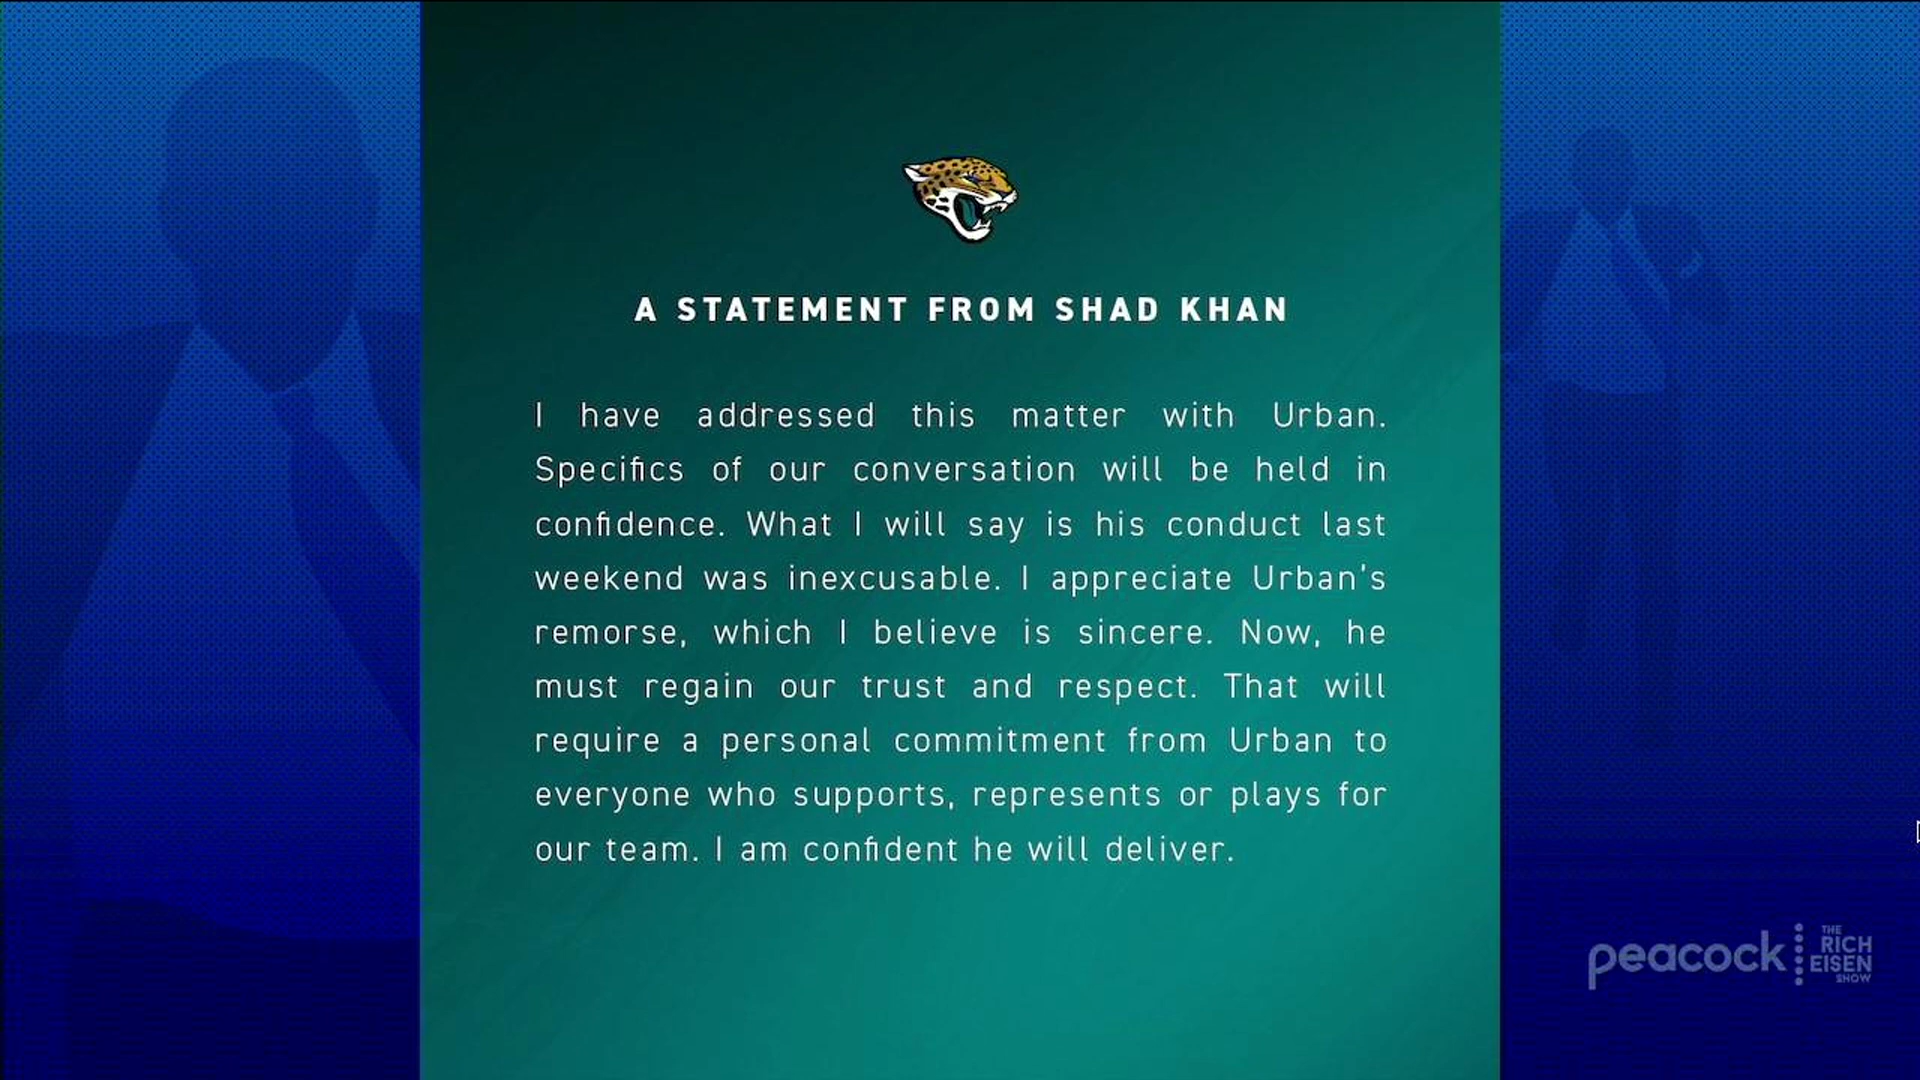 A STATEMENT FROM SHAD KHAN
I have addressed this matter with Urban.
Specifics of our conversation will be held in
confidence. What I will say is his conduct last
weekend was inexcusable. I appreciate Urban's
remorse, which I believe is sincere. Now, he
must regain our trust and respect. That will
require a personal commitment from Urban to
everyone who supports, represents or plays for
our team. I am confident he will deliver.
peacock
THE
RICH
EISEN
SHOW